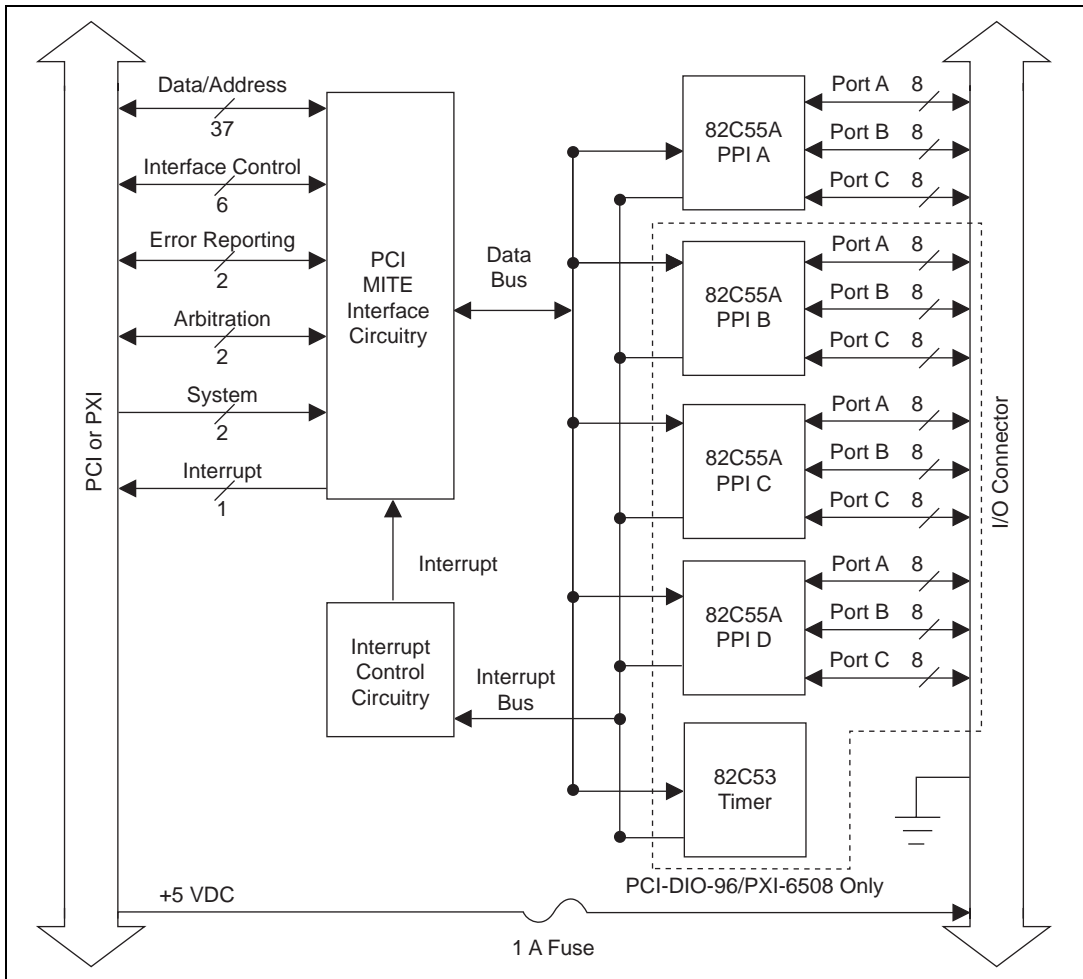 Data/Address
37
Interface Control
6
Error Reporting
2
Arbitration
2
System
2
Interrupt
1
PCI or PXI
PCI
MITE
Interface
Circuitry
Interrupt
Interrupt
Control
Circuitry
Data
Bus
Interrupt
Bus
82C55A
PPI A
Port A 8
Port B 8
Port C 8
82C55A
PPI B
Port A 8
Port B 8
Port C 8
82C55A
PPI C
Port A 8
Port B 8
Port C 8
82C55A
PPI D
Port A 8
Port B 8
Port C 8
82C53
Timer
I/O Connector
PCI-DIO-96/PXI-6508 Only
+5 VDC
1 A Fuse